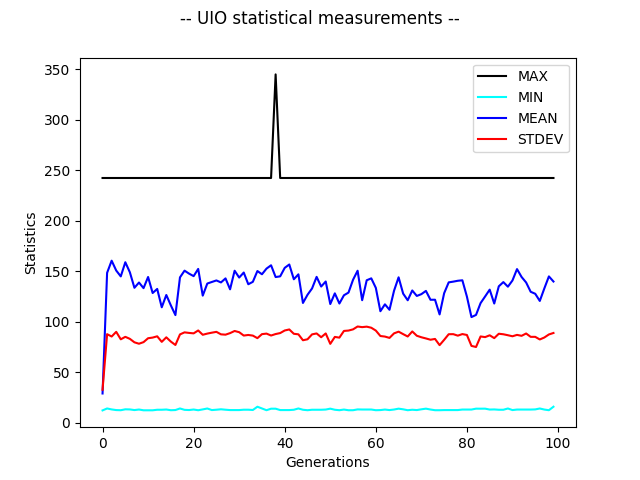 -- UIO statistical measurements --
350
300
250
200
150
100
50
0
Statistics
MAX
MIN
MEAN
STDEV
0 20 40 60 80 100
Generations